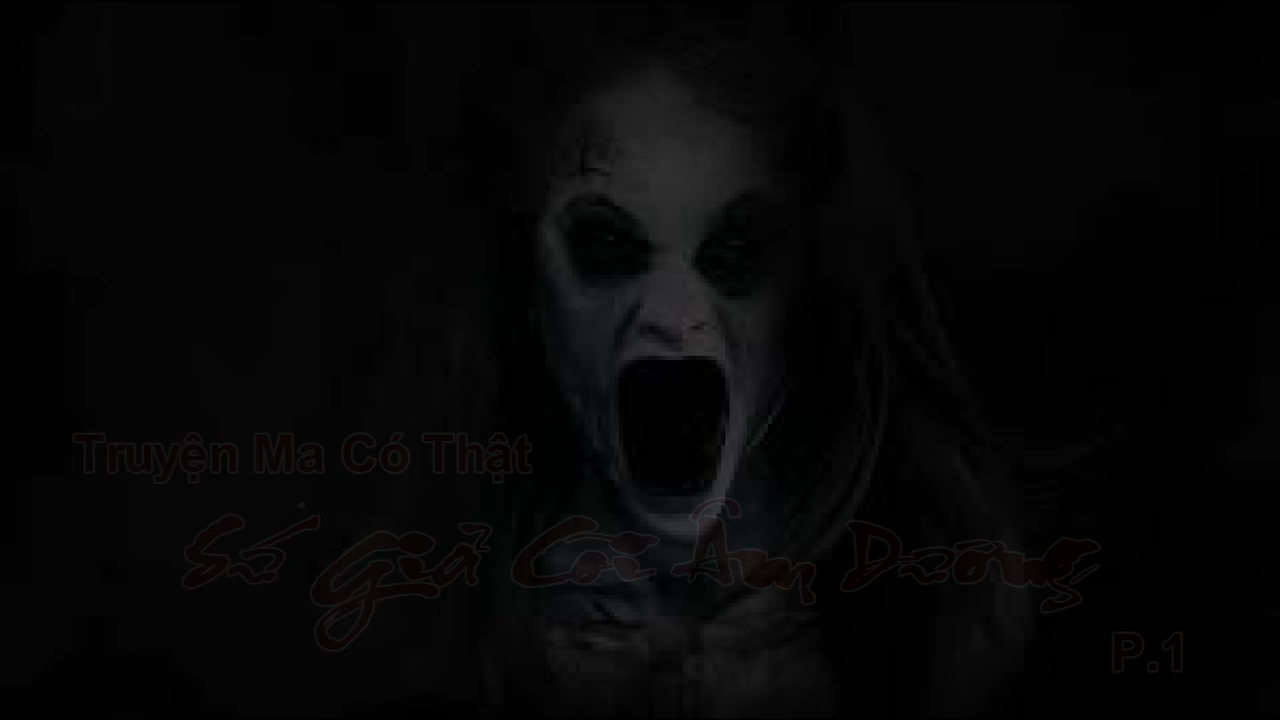 Truyện Ma Có Thật
Sứ Giả Cõi Âm Dương
P.1